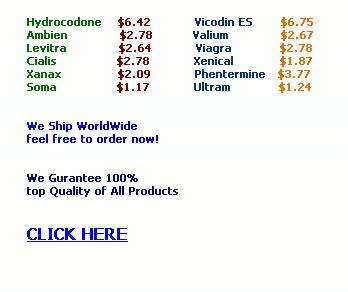 Hydrocodone $6.42 Vicodin ES $6.75
Ambien $2.78 Valium $2.67
Levitra $2.64 Viagra $2.78
Cialis $2.78 Xenical $1.87
Xanax $2.09 Phentermine $3.77
Soma $1.17 Ultram $1.24
We Ship WorldWide
feel free to order now!
We Gurantee 100%
top Quality of All Products
CLICK HERE